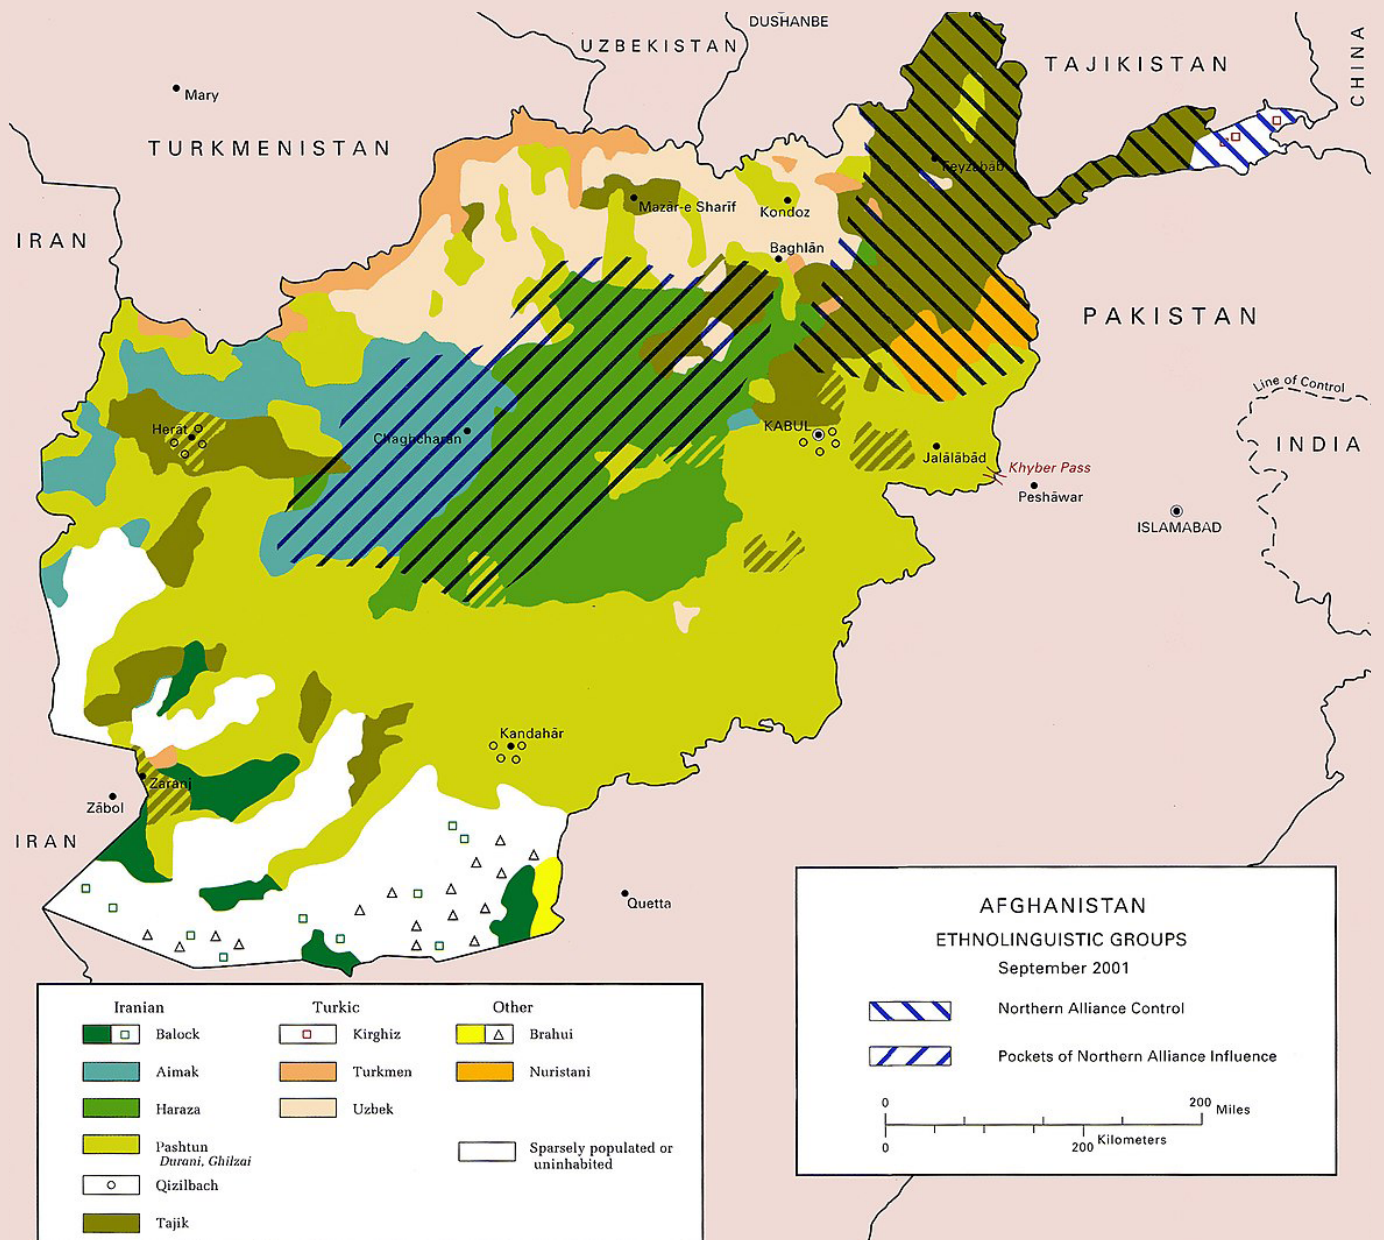 DUSHANBE
UZBEKISTAN
TAJIKISTAN
CHINA
Mary
TURKMENISTAN
Feyzābāb
Mazār-e Sharīf
Kondoz
IRAN
Baghlān
PAKISTAN
Line of Control
Herāt
Chaghcharān
KABUL
INDIA
Jalālābād
Khyber Pass
Peshāwar
ISLAMABAD
Kandahār
Zaranj
Zābol
IRAN
Quetta
AFGHANISTAN
ETHNOLINGUISTIC GROUPS
September 2001
Northern Alliance Control
Pockets of Northern Alliance Influence
0 200 Miles
0 200 Kilometers
Iranian Turkic Other
Balock Kirghiz Brahui
Aimak Turkmen Nuristani
Haraza Uzbek
Pashtun Sparsely populated or
Durani, Ghilzai uninhabited
Qizilbach
Tajik